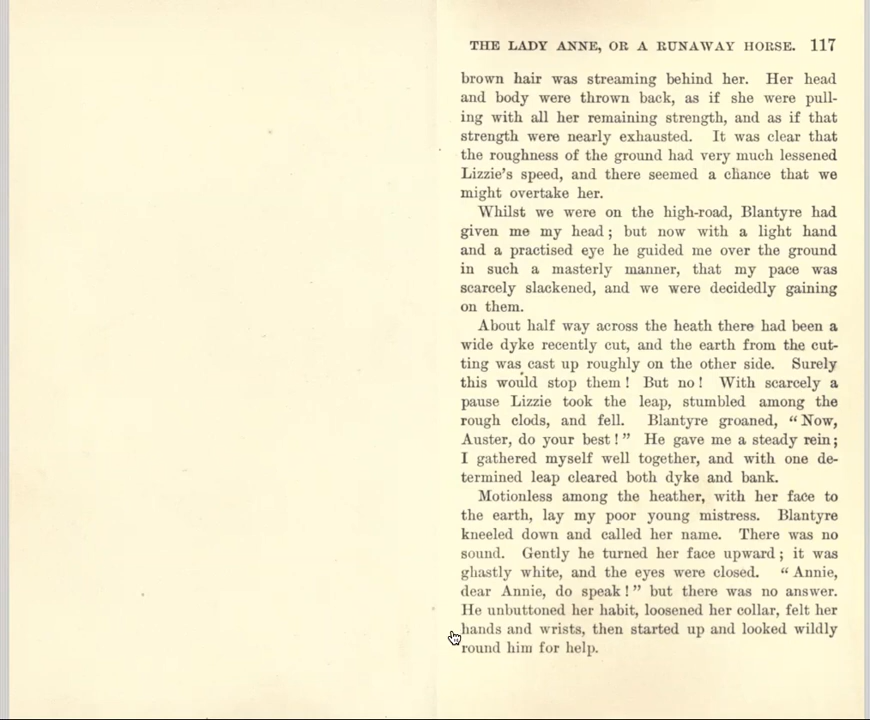 THE LADY ANNE, OR A RUNAWAY HORSE. 117
brown hair was streaming behind her. Her head
and body were thrown back, as if she were pull-
ing with all her remaining strength, and as if that
strength were nearly exhausted. It was clear that
the roughness of the ground had very much lessened
Lizzie's speed, and there seemed a chance that we
might overtake her.
Whilst we were on the high-road, Blantyre had
given me my head; but now with a light hand
and a practised eye he guided me over the ground
in such a masterly manner, that my pace was
scarcely slackened, and we were decidedly gaining
on them.
About half way across the heath there had been a
wide dyke recently cut, and the earth from the cut-
ting was cast up roughly on the other side. Surely
this would stop them! But no! With scarcely a
pause Lizzie took the leap, stumbled among the
rough clods, and fell. Blantyre groaned, "Now,
Auster, do your best!" He gave me a steady rein;
I gathered myself well together, and with one de-
termined leap cleared both dyke and bank.
Motionless among the heather, with her face to
the earth, lay my poor young mistress. Blantyre
kneeled down and called her name. There was no
sound. Gently he turned her face upward; it was
ghastly white, and the eyes were closed. "Annie,
dear Annie, do speak!" but there was no answer.
He unbuttoned her habit, loosened her collar, felt her
hands and wrists, then started up and looked wildly
round him for help.